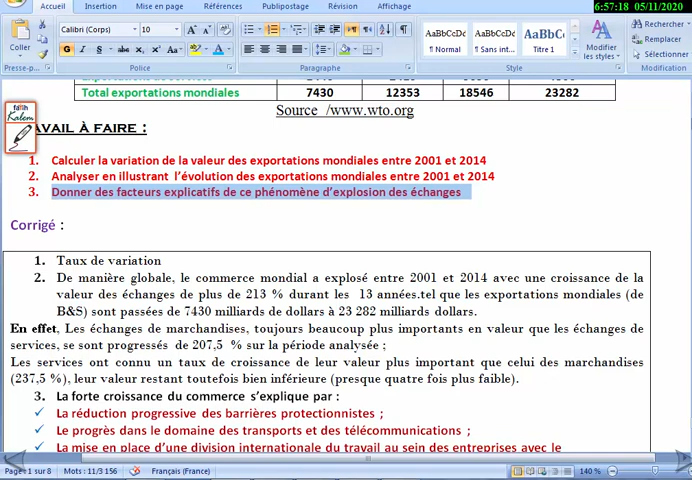 6:57:18 05/11/2020
Accueil Insertion Mise en page Références Publipostage Révision Affichage
Calibri (Corps) 10
Rechercher
Coller
AaBbCcDc AaBbCcDc AaBbC
Remplacer
Modifier les styles
Sélectionner
G I S abc
¶ Normal ¶ Sans int... Titre 1
Presse-p... Police Paragraphe Style Modification
Total exportations mondiales 7430 12353 18546 23282
Source /www.wto.org
fatih Kalem
AVAIL À FAIRE :
1. Calculer la variation de la valeur des exportations mondiales entre 2001 et 2014
2. Analyser en illustrant l'évolution des exportations mondiales entre 2001 et 2014
3. Donner des facteurs explicatifs de ce phénomène d'explosion des échanges
Corrigé :
1. Taux de variation
2. De manière globale, le commerce mondial a explosé entre 2001 et 2014 avec une croissance de la
valeur des échanges de plus de 213 % durant les 13 années.tel que les exportations mondiales (de
B&S) sont passées de 7430 milliards de dollars à 23 282 milliards dollars.
En effet, Les échanges de marchandises, toujours beaucoup plus importants en valeur que les échanges de
services, se sont progressés de 207,5 % sur la période analysée ;
Les services ont connu un taux de croissance de leur valeur plus important que celui des marchandises
(237,5 %), leur valeur restant toutefois bien inférieure (presque quatre fois plus faible).
3. La forte croissance du commerce s'explique par :
✓ La réduction progressive des barrières protectionnistes ;
✓ Le progrès dans le domaine des transports et des télécommunications ;
✓ La mise en place d'une division internationale du travail au sein des entreprises avec le
Page : 1 sur 8 Mots : 11/3 156 Français (France) 140 %